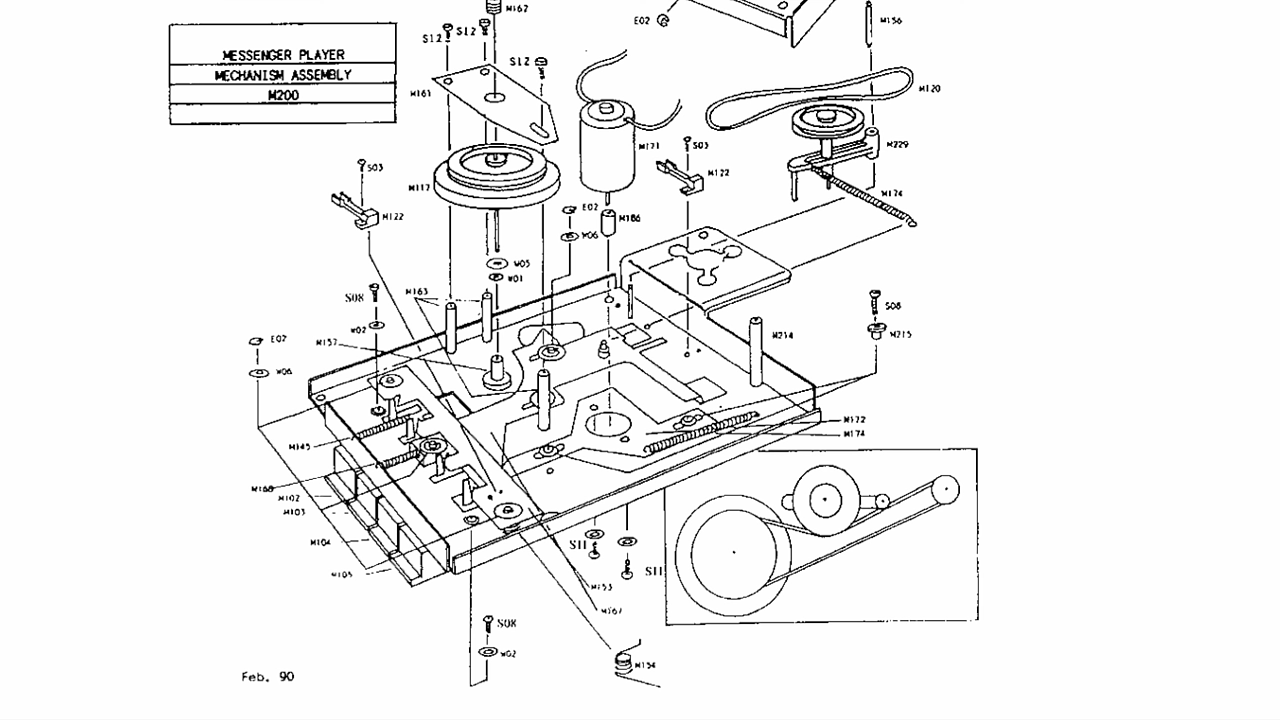 M162
E02
M156
S12
S12
MESSENGER PLAYER
S12
MECHANISM ASSEMBLY
M120
M161
M200
M171
S03
M229
S03
M122
M117
M174
E02
M122
M186
W06
W05
W01
M163
S08
S08
W02
M215
E02
M157
M214
W06
M172
M174
M145
M168
M102
M103
M104
S11
S11
M105
M153
M167
S08
W02
M154
Feb. 90